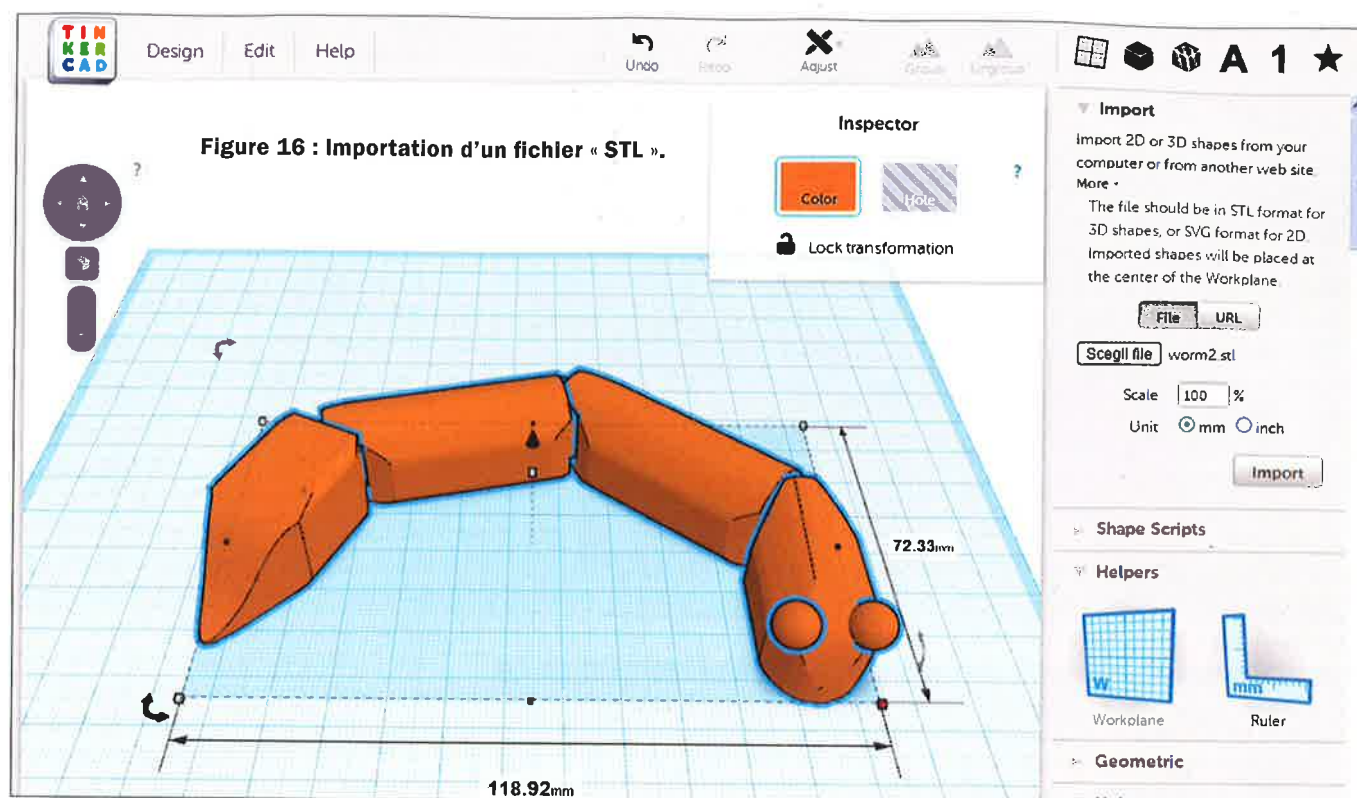 TIN
KER
CAD
Design Edit Help
Undo Redo Adjust Group Ungroup
A 1
Figure 16 : Importation d'un fichier « STL ».
?
Inspector
Color Hole
?
Lock transformation
Import
Import 2D or 3D shapes from your
computer or from another web site.
More
The file should be in STL format for
3D shapes, or SVG format for 2D.
Imported shapes will be placed at
the center of the Workplane.
File URL
Scegli file worm2.stl
Scale 100 %
Unit mm inch
Import
Shape Scripts
Helpers
W
mm
Workplane Ruler
Geometric
72.33mm
118.92mm